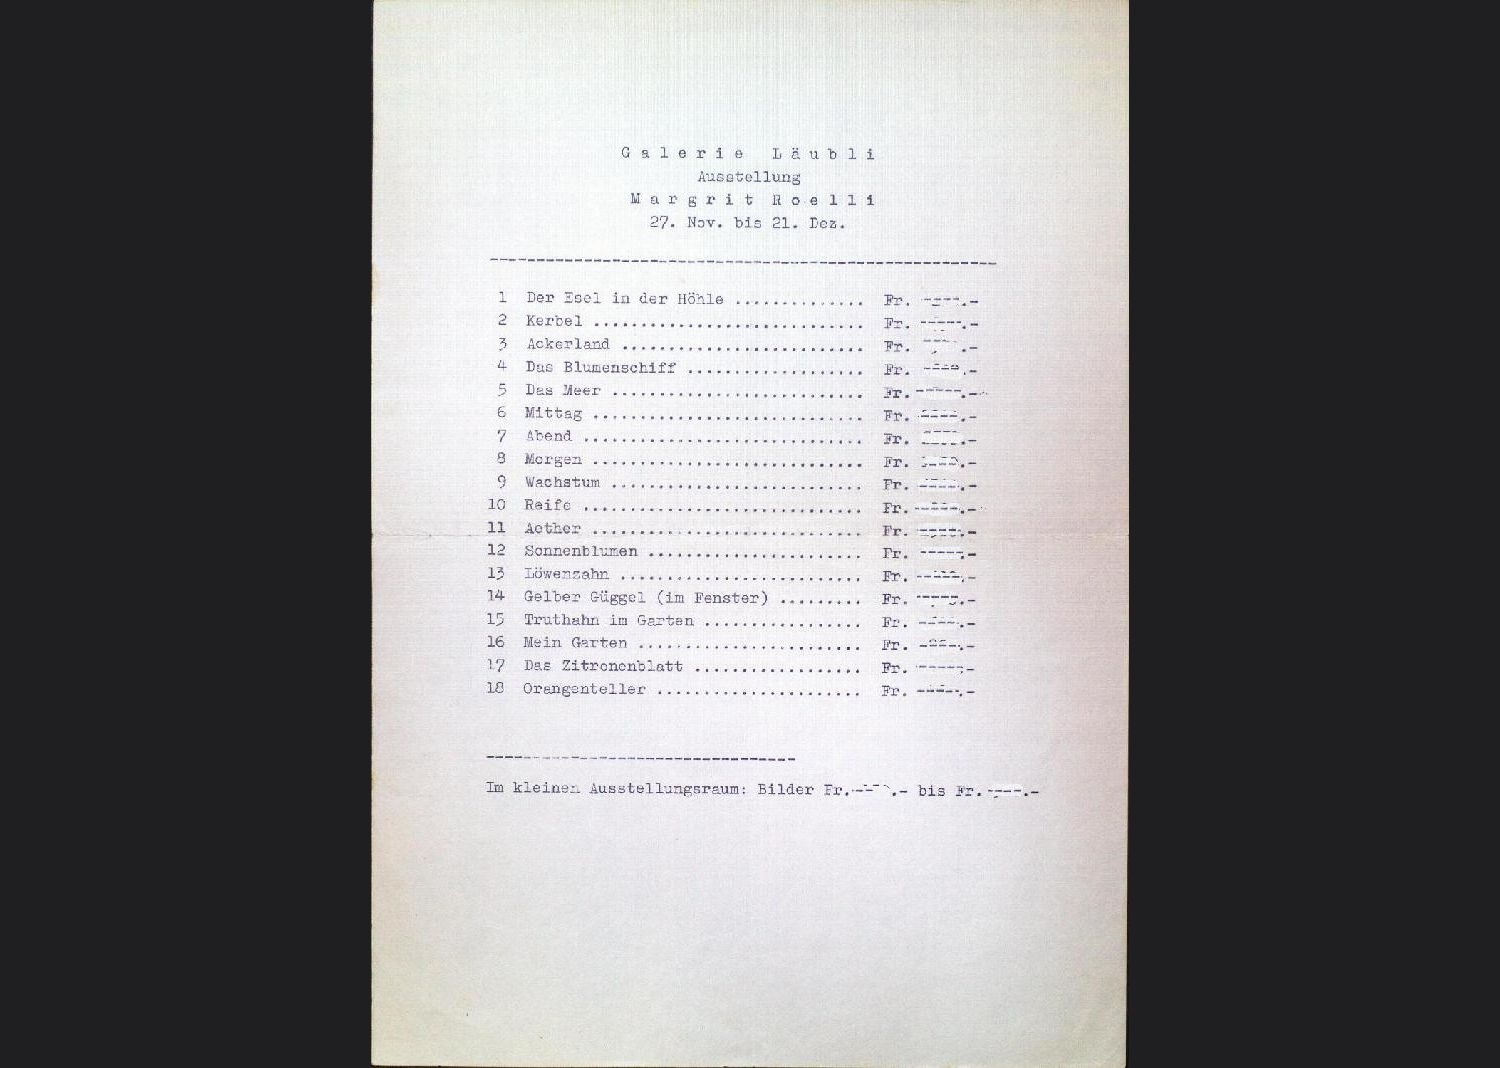 Galerie Läubli
Ausstellung
Margrit Roelli
27. Nov. bis 21. Dez.
1 Der Esel in der Höhle .............. Fr. ----.-
2 Kerbel ............................. Fr. ----.-
3 Ackerland .......................... Fr. ----.-
4 Das Blumenschiff ................... Fr. ----.-
5 Das Meer ........................... Fr. ----.-
6 Mittag ............................. Fr. ----.-
7 Abend .............................. Fr. ----.-
8 Morgen ............................. Fr. ----.-
9 Wachstum ........................... Fr. ----.-
10 Reife .............................. Fr. ----.-
11 Aether ............................. Fr. ----.-
12 Sonnenblumen ....................... Fr. ----.-
13 Löwenzahn .......................... Fr. ----.-
14 Gelber Güggel (im Fenster) ......... Fr. ----.-
15 Truthahn im Garten ................. Fr. ----.-
16 Mein Garten ........................ Fr. ----.-
17 Das Zitronenblatt .................. Fr. ----.-
18 Orangenteller ...................... Fr. ----.-
Im kleinen Ausstellungsraum: Bilder Fr.----.- bis Fr.----.-